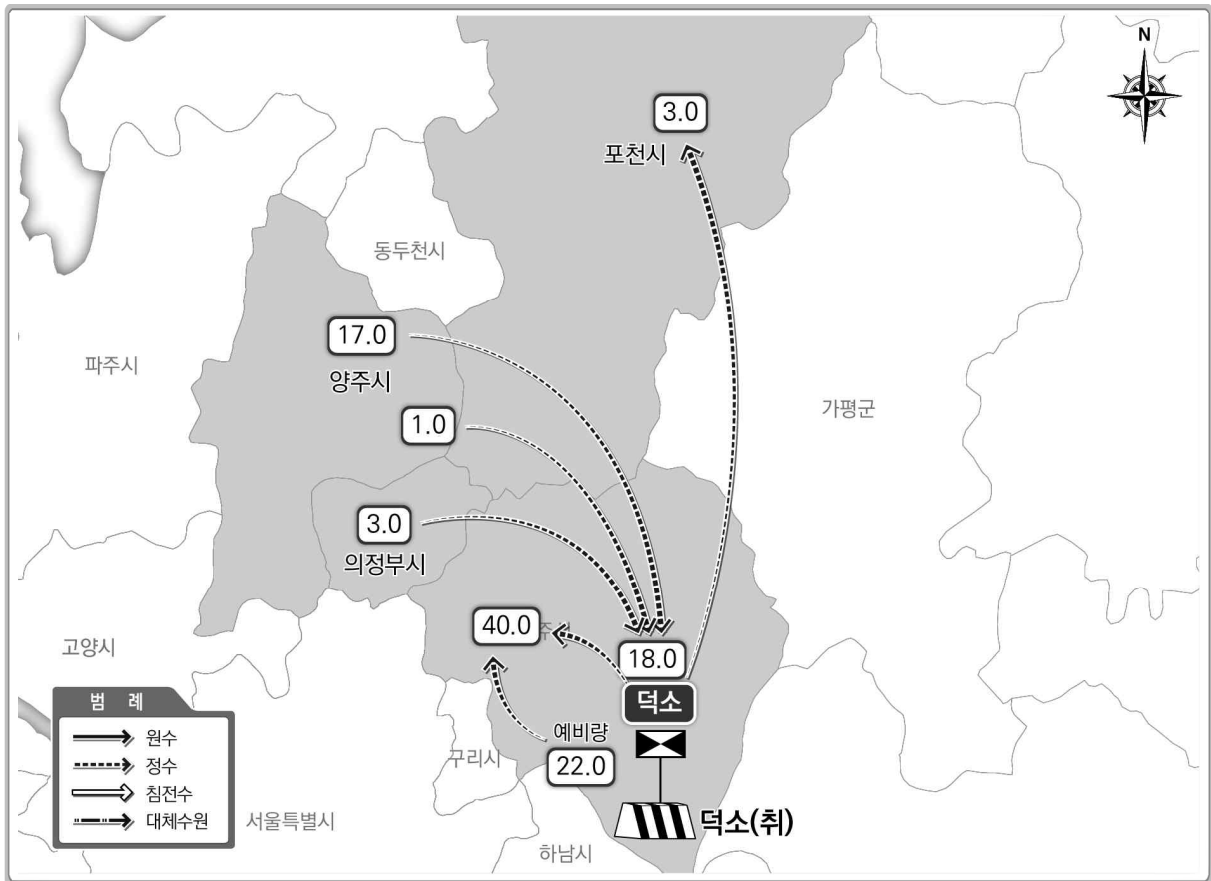 N
3.0
포천시
동두천시
17.0
양주시
파주시
가평군
1.0
3.0
의정부시
40.0
주
18.0
덕소
고양시
예비량
22.0
구리시
덕소(취)
서울특별시
하남시
범 례
원수
정수
침전수
대체수원